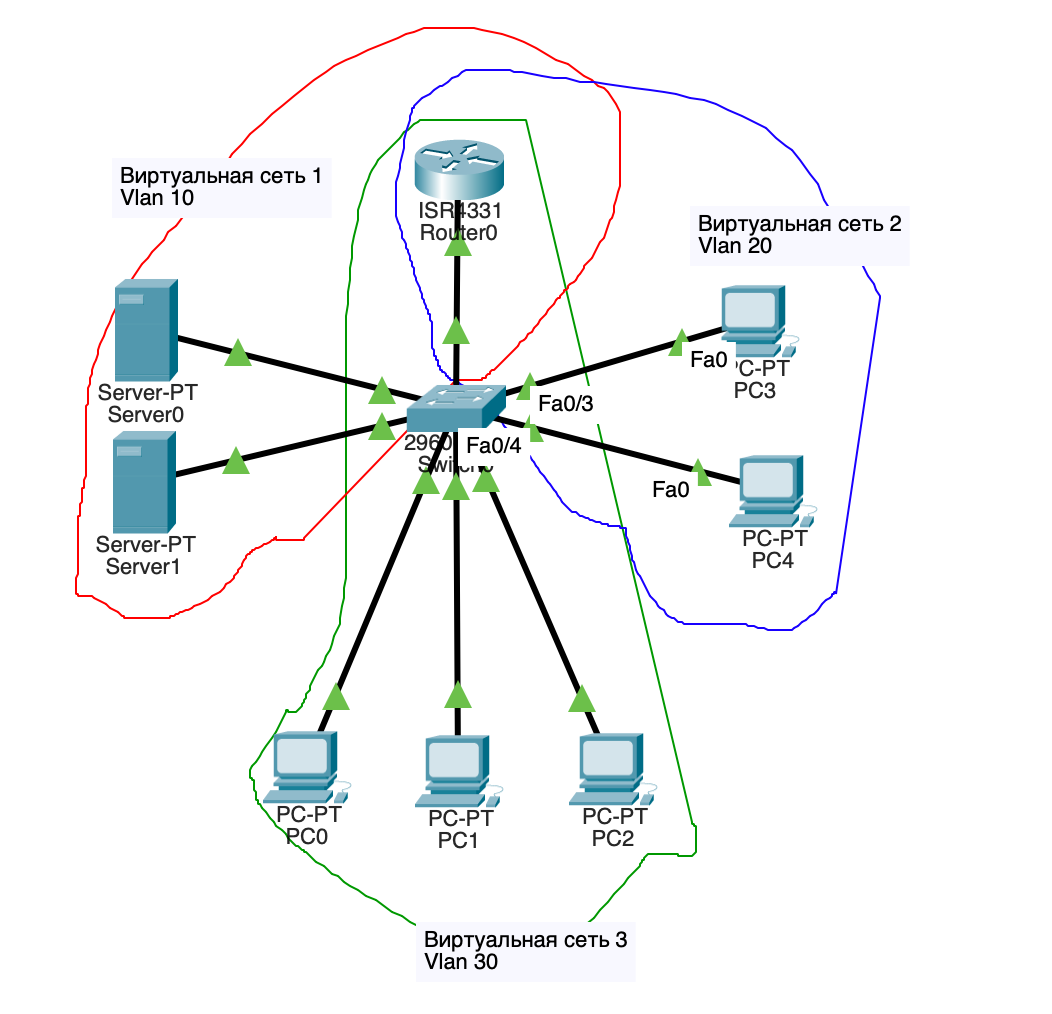 Виртуальная сеть 1
Vlan 10
ISR4331
Router0
Виртуальная сеть 2
Vlan 20
Server-PT
Server0
Fa0
PC-PT
PC3
Fa0/3
2960
Fa0/4
Switch0
Server-PT
Server1
Fa0
PC-PT
PC4
PC-PT
PC0
PC-PT
PC1
PC-PT
PC2
Виртуальная сеть 3
Vlan 30